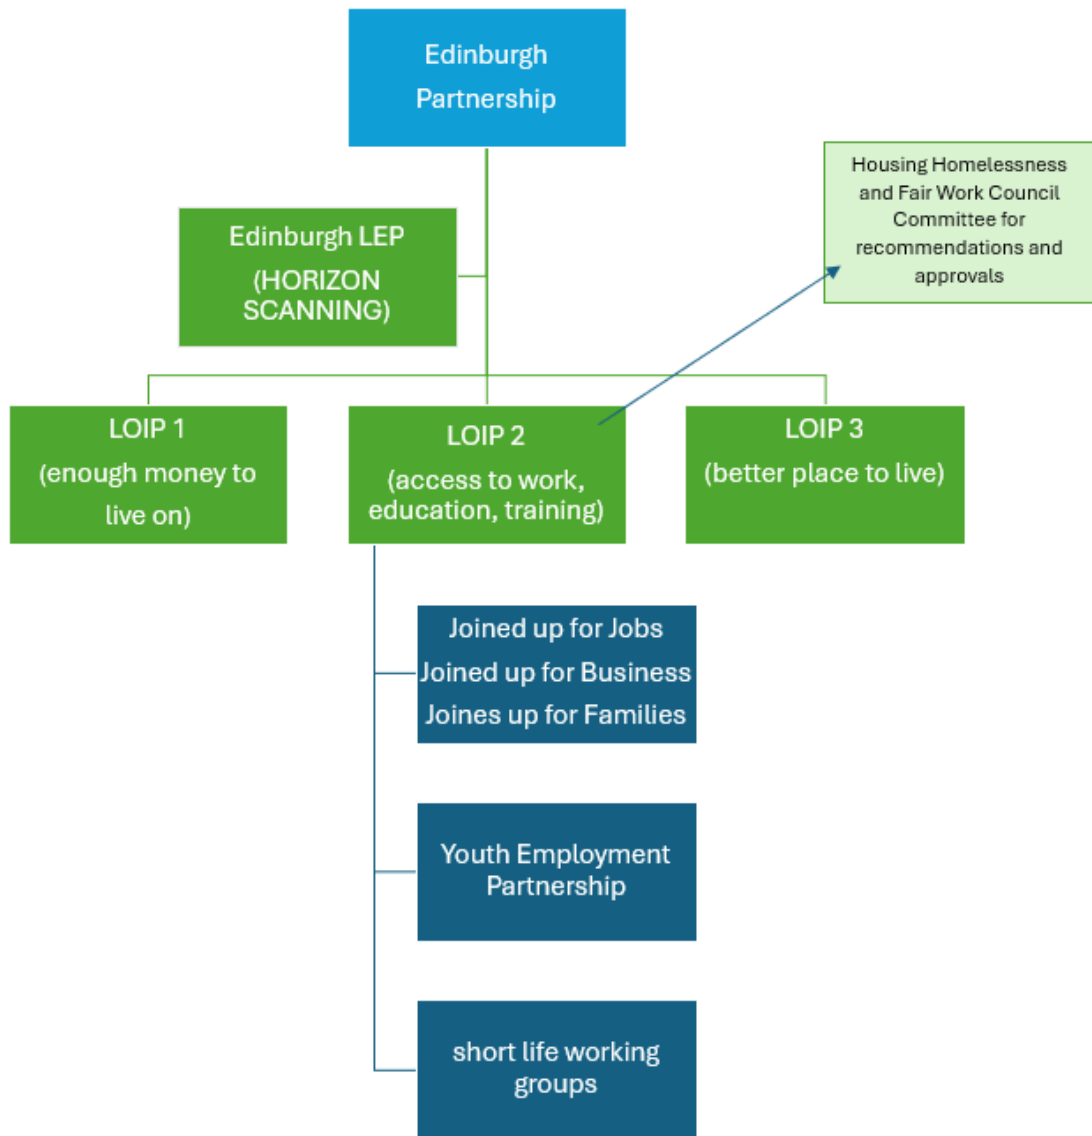 Edinburgh
Partnership
Housing Homelessness
and Fair Work Council
Committee for
recommendations and
approvals
Edinburgh LEP
(HORIZON
SCANNING)
LOIP 1
(enough money to
live on)
LOIP 2
(access to work,
education, training)
LOIP 3
(better place to live)
Joined up for Jobs
Joined up for Business
Joines up for Families
Youth Employment
Partnership
short life working
groups